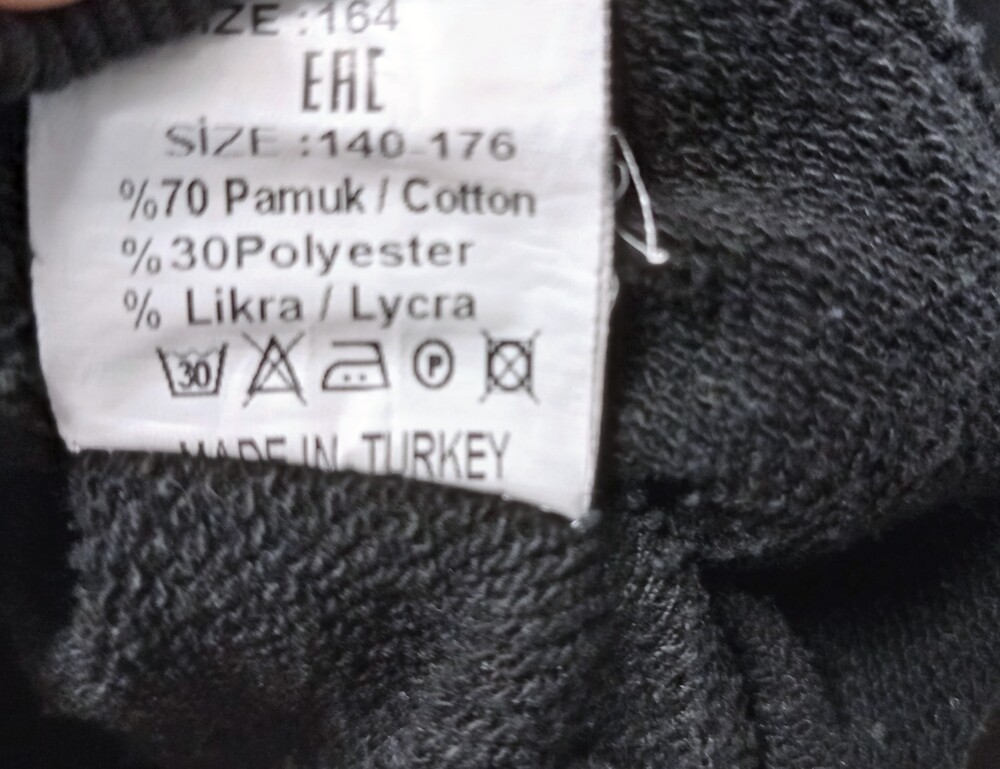 SİZE :164
EAC
SİZE :140-176
%70 Pamuk / Cotton
%30Polyester
% Likra / Lycra
30 P
MADE IN TURKEY